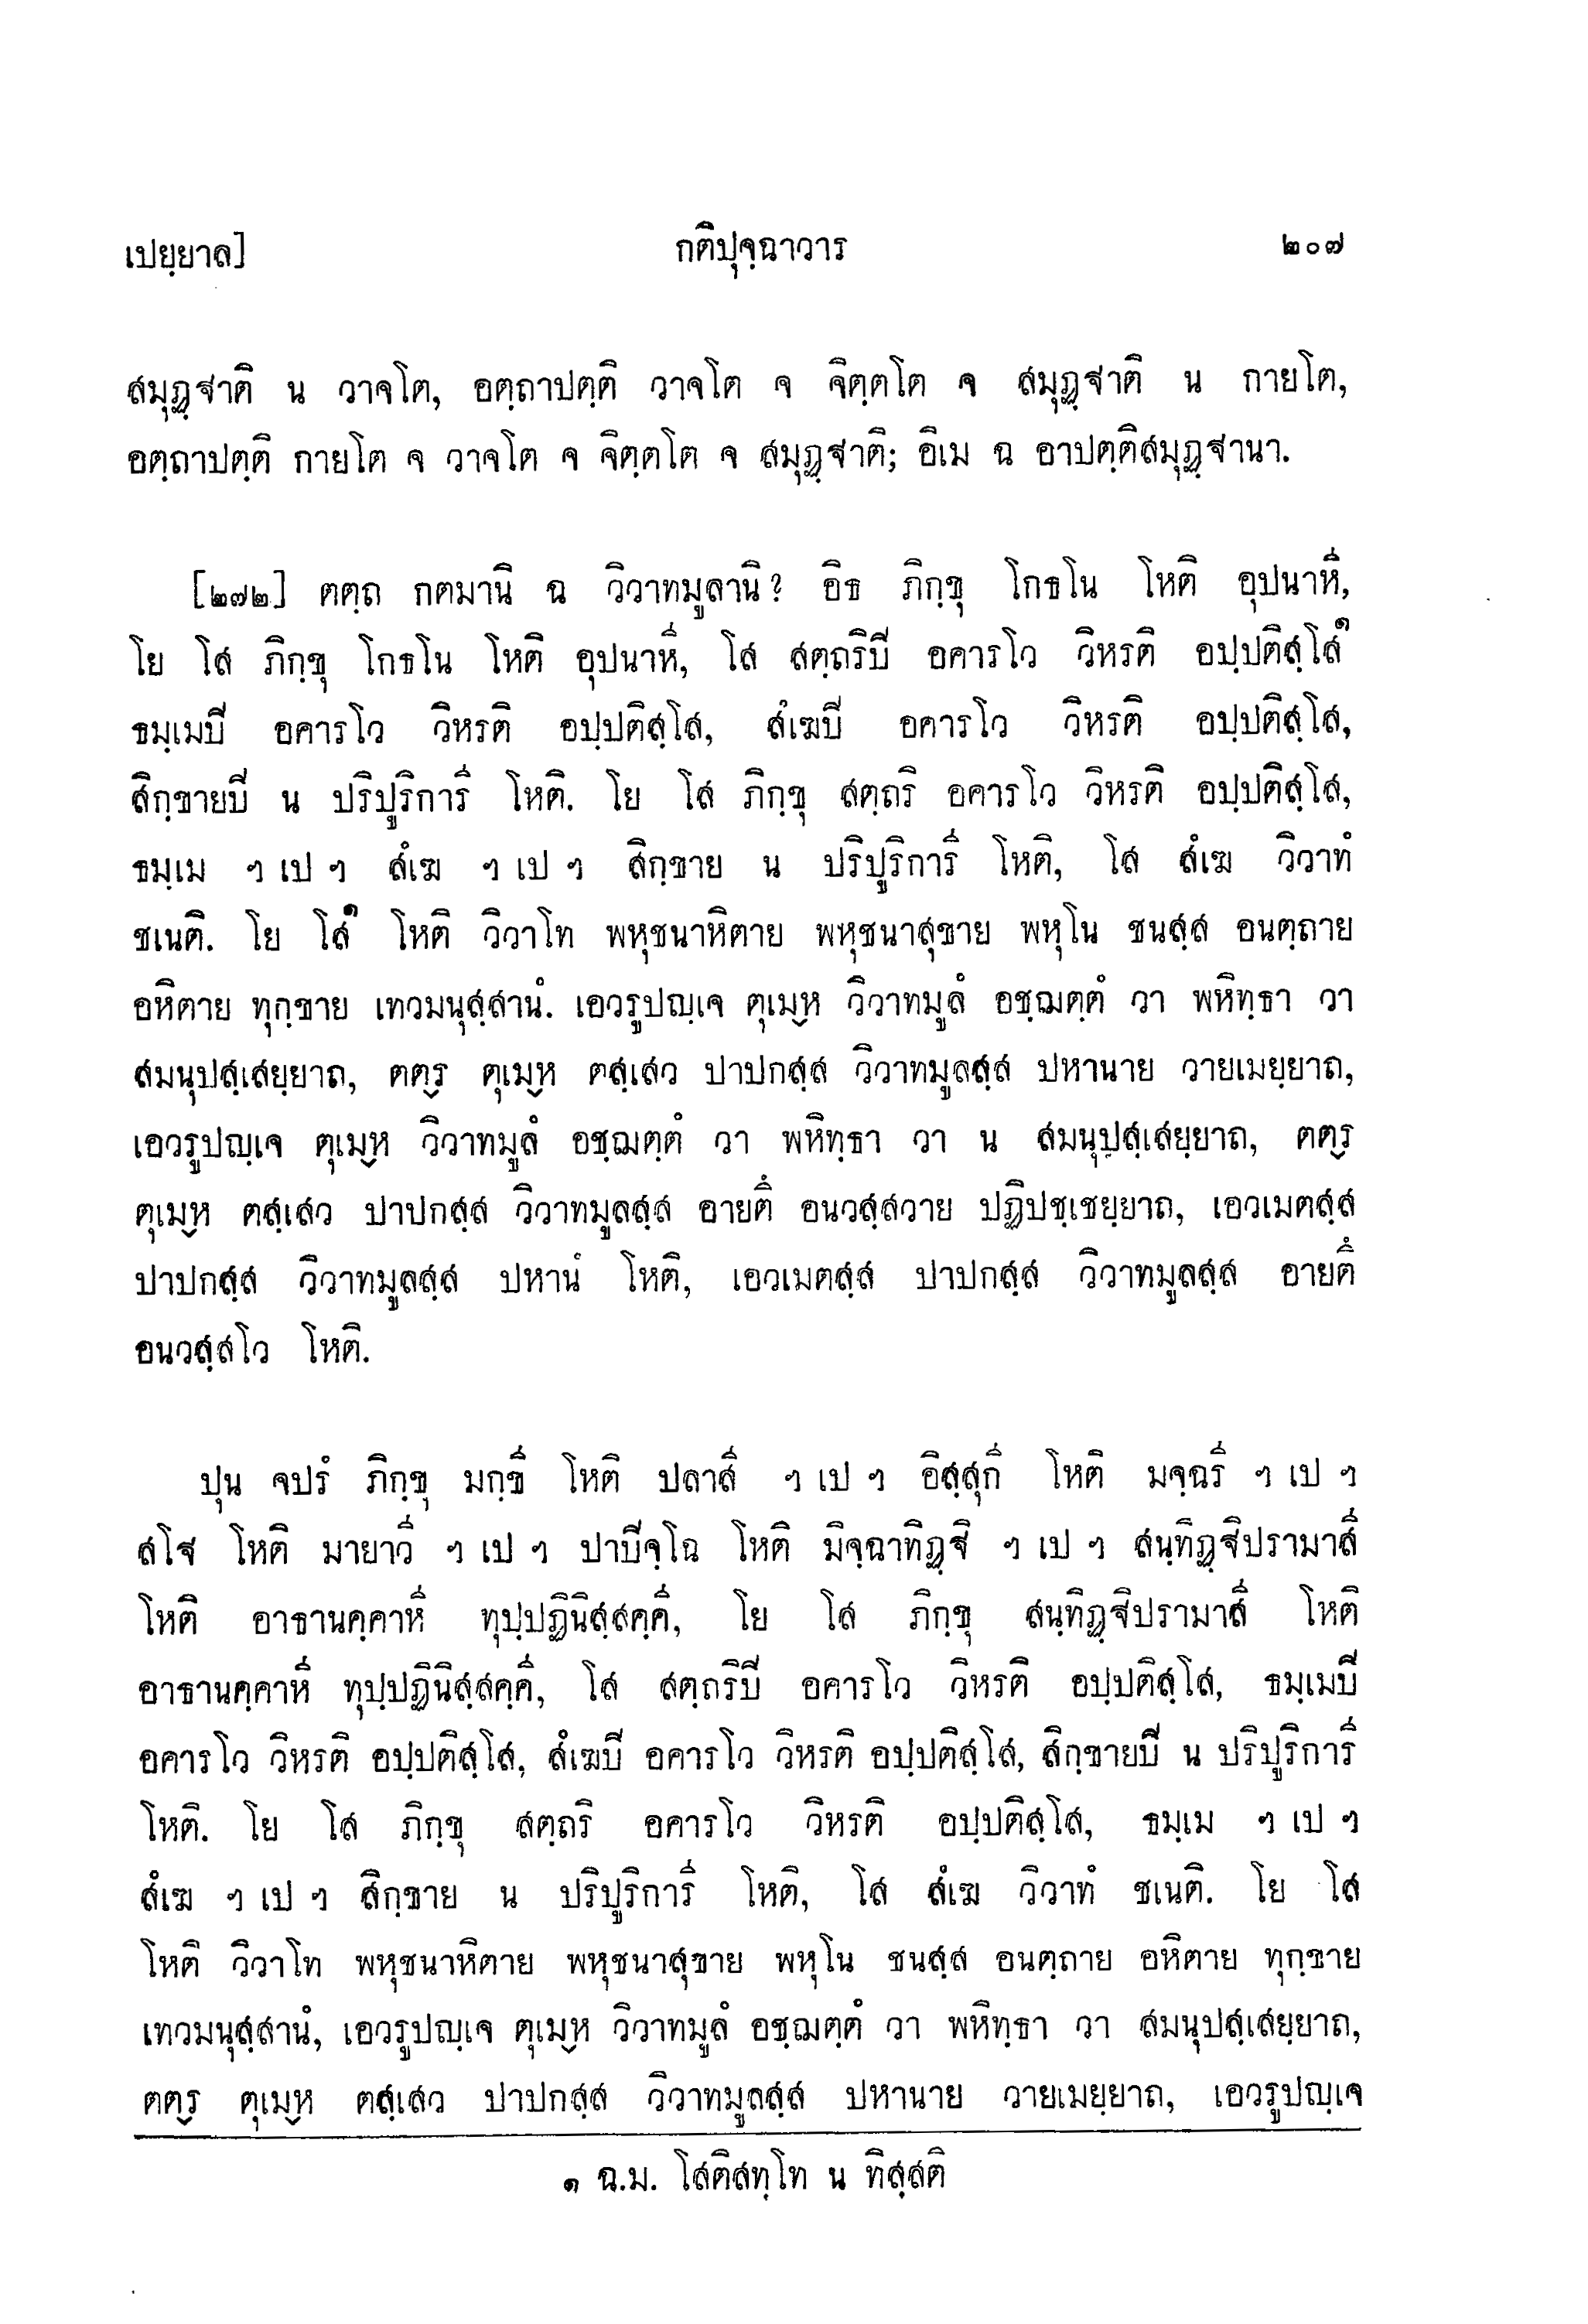 เปยฺยาล] กติปุจฺฉาวาร ๒๐๗
สมุฏฺฐาติ น วาจโต, อตฺถาปตฺติ วาจโต จ จิตฺตโต จ สมุฏฺฐาติ น กายโต,
อตฺถาปตฺติ กายโต จ วาจโต จ จิตฺตโต จ สมุฏฺฐาติ; อิเม ฉ อาปตฺติสมุฏฺฐานา.
[๒๗๒] ตตฺถ กตมานิ ฉ วิวาทมูลานิ? อิธ ภิกฺขุ โกธโน โหติ อุปนาหี,
โย โส ภิกฺขุ โกธโน โหติ อุปนาหี, โส สตฺถริปี อคารโว วิหรติ อปฺปติสฺโส๑
ธมฺเมปี อคารโว วิหรติ อปฺปติสฺโส, สํเฆปี อคารโว วิหรติ อปฺปติสฺโส,
สิกฺขายปี น ปริปูริการี โหติ. โย โส ภิกฺขุ สตฺถริ อคารโว วิหรติ อปฺปติสฺโส,
ธมฺเม ฯ เป ฯ สํเฆ ฯ เป ฯ สิกฺขาย น ปริปูริการี โหติ, โส สํเฆ วิวาทํ
ชเนติ. โย โส๑ โหติ วิวาโท พหุชนาหิตาย พหุชนาสุขาย พหุโน ชนสฺส อนตฺถาย
อหิตาย ทุกฺขาย เทวมนุสฺสานํ. เอวรูปญฺเจ ตุเมฺห วิวาทมูลํ อชฺฌตฺตํ วา พหิทฺธา วา
สมนุปสฺเสยฺยาถ, ตตฺร ตุเมฺห ตสฺเสว ปาปกสฺส วิวาทมูลสฺส ปหานาย วายเมยฺยาถ,
เอวรูปญฺเจ ตุเมฺห วิวาทมูลํ อชฺฌตฺตํ วา พหิทฺธา วา น สมนุปสฺเสยฺยาถ, ตตฺร
ตุเมฺห ตสฺเสว ปาปกสฺส วิวาทมูลสฺส อายตึ อนวสฺสวาย ปฏิปชฺเชยฺยาถ, เอวเมตสฺส
ปาปกสฺส วิวาทมูลสฺส ปหานํ โหติ, เอวเมตสฺส ปาปกสฺส วิวาทมูลสฺส อายตึ
อนวสฺสโว โหติ.
ปุน จปรํ ภิกฺขุ มกฺขี โหติ ปลาสี ฯ เป ฯ อิสฺสุกี โหติ มจฺฉรี ฯ เป ฯ
สโฐ โหติ มายาวี ฯ เป ฯ ปาปิจฺโฉ โหติ มิจฺฉาทิฏฺฐิ ฯ เป ฯ สนฺทิฏฺฐิปรามาสี
โหติ อาธานคฺคาหี ทุปฺปฏินิสฺสคฺคี, โย โส ภิกฺขุ สนฺทิฏฺฐิปรามาสี โหติ
อาธานคฺคาหี ทุปฺปฏินิสฺสคฺคี, โส สตฺถริปี อคารโว วิหรติ อปฺปติสฺโส, ธมฺเมปี
อคารโว วิหรติ อปฺปติสฺโส, สํเฆปี อคารโว วิหรติ อปฺปติสฺโส, สิกฺขายปี น ปริปูริการี
โหติ. โย โส ภิกฺขุ สตฺถริ อคารโว วิหรติ อปฺปติสฺโส, ธมฺเม ฯ เป ฯ
สํเฆ ฯ เป ฯ สิกฺขาย น ปริปูริการี โหติ, โส สํเฆ วิวาทํ ชเนติ. โย โส
โหติ วิวาโท พหุชนาหิตาย พหุชนาสุขาย พหุโน ชนสฺส อนตฺถาย อหิตาย ทุกฺขาย
เทวมนุสฺสานํ, เอวรูปญฺเจ ตุเมฺห วิวาทมูลํ อชฺฌตฺตํ วา พหิทฺธา วา สมนุปสฺเสยฺยาถ,
ตตฺร ตุเมฺห ตสฺเสว ปาปกสฺส วิวาทมูลสฺส ปหานาย วายเมยฺยาถ, เอวรูปญฺเจ
๑ ฉ.ม. โสติสทฺโท น ทิสฺสติ